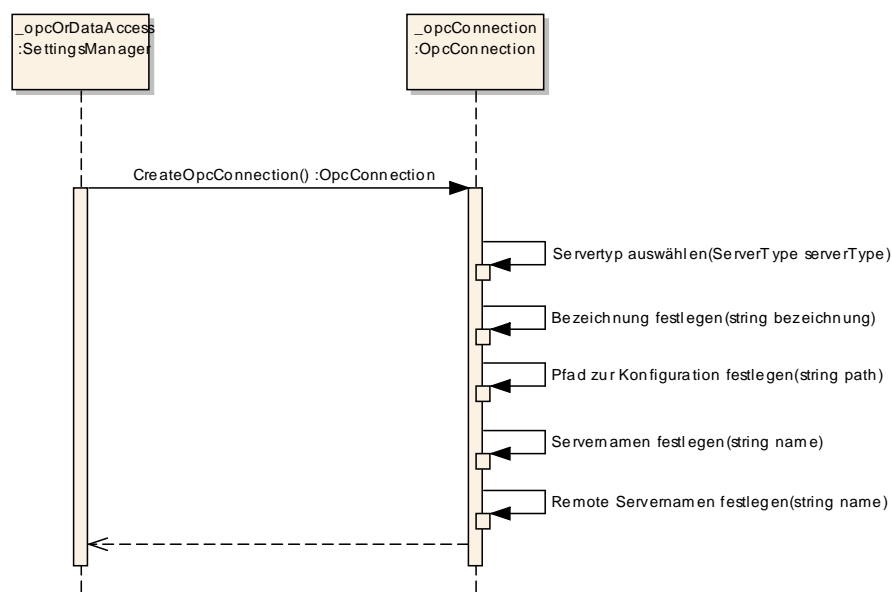 _opcOrDataAccess
:SettingsManager
_opcConnection
:OpcConnection
CreateOpcConnection() :OpcConnection
Servertyp auswählen(ServerType serverType)
Bezeichnung festlegen(string bezeichnung)
Pfad zur Konfiguration festlegen(string path)
Servernamen festlegen(string name)
Remote Servernamen festlegen(string name)